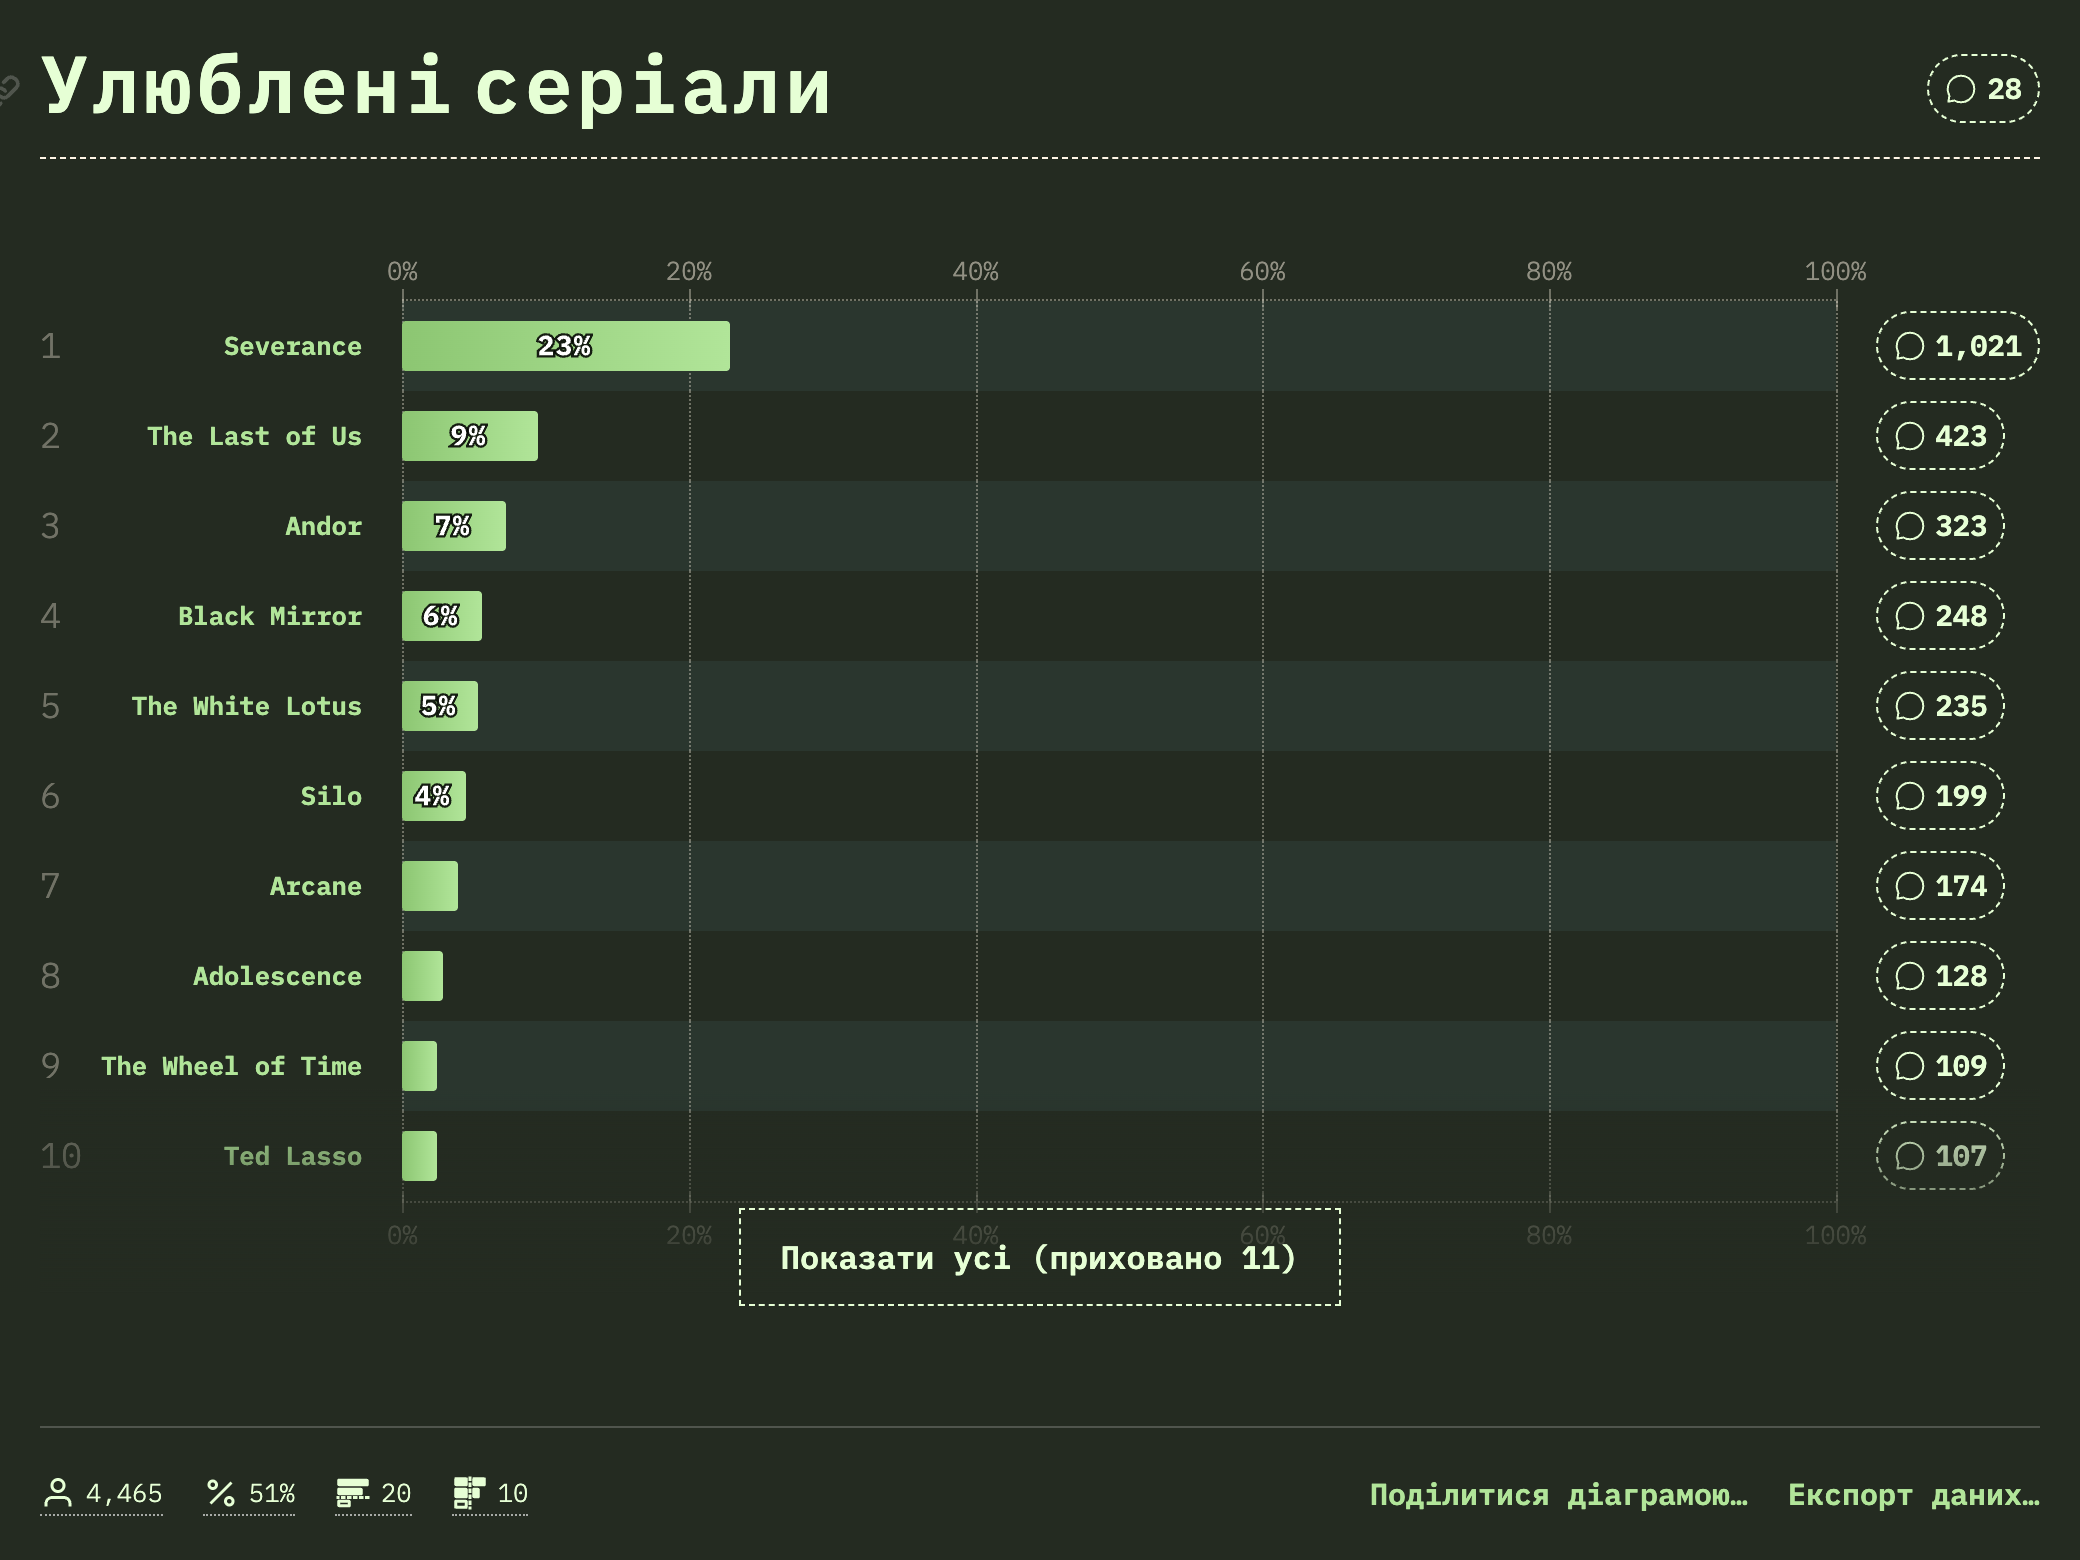 Улюблені серіали
28
0% 20% 40% 60% 80% 100%
1 Severance 23% 1,021
2 The Last of Us 9% 423
3 Andor 7% 323
4 Black Mirror 6% 248
5 The White Lotus 5% 235
6 Silo 4% 199
7 Arcane 174
8 Adolescence 128
9 The Wheel of Time 109
10 Ted Lasso 107
0% 20% 40% 60% 80% 100%
Показати усі (приховано 11)
4,465 % 51% 20 10 Поділитися діаграмою… Експорт даних…